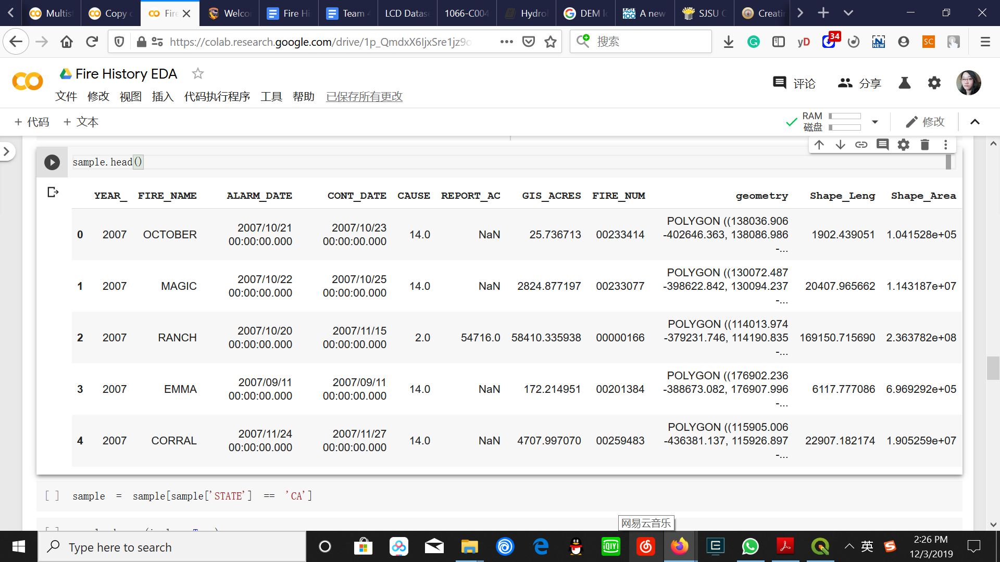 Multis
Copy c
Fire
Welco
Fire Hi
Team 4
LCD Datase
1066-C004
Hydrol
DEM lo
A new
SJSU C
Creatin
https://colab.research.google.com/drive/1p_QmdxX6IjxSre1jz9o
搜索
yD
34
NEW
SC
Fire History EDA
评论
分享
文件 修改 视图 插入 代码执行程序 工具 帮助 已保存所有更改
+ 代码 + 文本
RAM
磁盘
修改
sample.head()
YEAR_ FIRE_NAME ALARM_DATE CONT_DATE CAUSE REPORT_AC GIS_ACRES FIRE_NUM geometry Shape_Leng Shape_Area
0 2007 OCTOBER 2007/10/21 00:00:00.000 2007/10/23 00:00:00.000 14.0 NaN 25.736713 00233414 POLYGON ((138036.906 -402646.363, 138086.986 -... 1902.439051 1.041528e+05
1 2007 MAGIC 2007/10/22 00:00:00.000 2007/10/25 00:00:00.000 14.0 NaN 2824.877197 00233077 POLYGON ((130072.487 -398622.842, 130094.237 -... 20407.965662 1.143187e+07
2 2007 RANCH 2007/10/20 00:00:00.000 2007/11/15 00:00:00.000 2.0 54716.0 58410.335938 00000166 POLYGON ((114013.974 -379231.746, 114190.835 -... 169150.715690 2.363782e+08
3 2007 EMMA 2007/09/11 00:00:00.000 2007/09/11 00:00:00.000 14.0 NaN 172.214951 00201384 POLYGON ((176902.236 -388673.082, 176907.996 -... 6117.777086 6.969292e+05
4 2007 CORRAL 2007/11/24 00:00:00.000 2007/11/27 00:00:00.000 14.0 NaN 4707.997070 00259483 POLYGON ((115905.006 -436381.137, 115926.897 -... 22907.182174 1.905259e+07
[ ] sample = sample[sample['STATE'] == 'CA']
网易云音乐
Type here to search
iQIYI
英
2:26 PM
12/3/2019